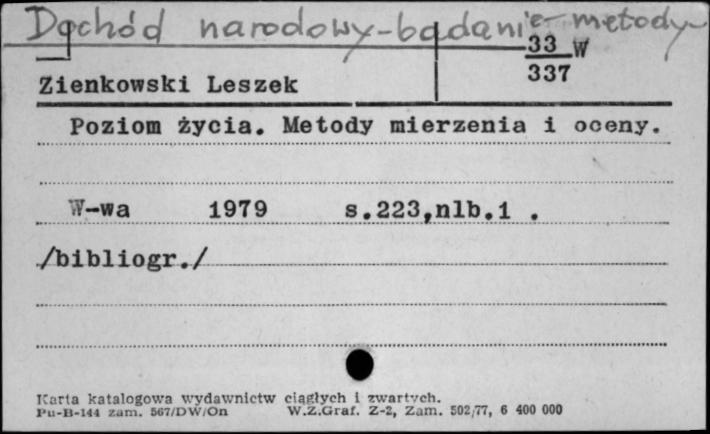 Dochód narodowy-badanie-metody
33 W
337
Zienkowski Leszek
Poziom życia. Metody mierzenia i oceny.
W-wa 1979 s.223,nlb.1 .
/bibliogr./
Karta katalogowa wydawnictw ciągłych i zwartych.
Pu-B-144 zam. 567/DW/On W.Z.Graf. Z-2, Zam. 502/77, 6 400 000